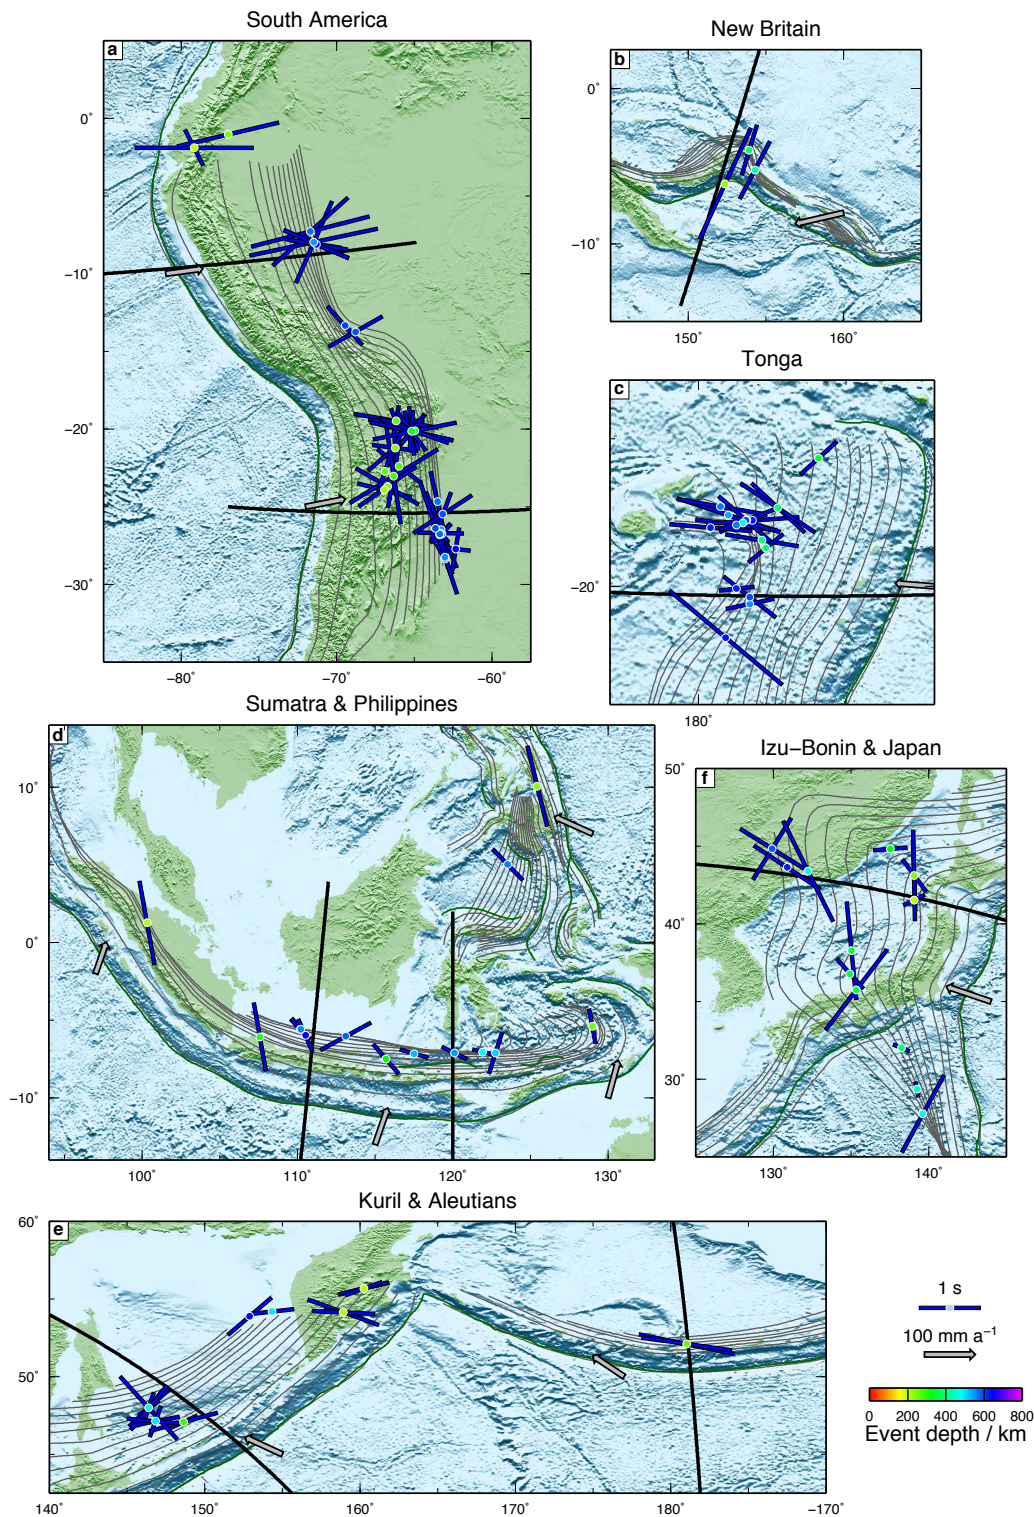 South America
a
0°
−10°
−20°
−30°
−80°
−70°
−60°
New Britain
b
0°
−10°
150°
160°
Tonga
c
−20°
180°
Sumatra & Philippines
d
10°
0°
−10°
100°
110°
120°
130°
Izu−Bonin & Japan
f
50°
40°
30°
130°
140°
Kuril & Aleutians
e
60°
50°
140°
150°
160°
170°
180°
−170°
1 s
100 mm a⁻¹
0 200 400 600 800
Event depth / km